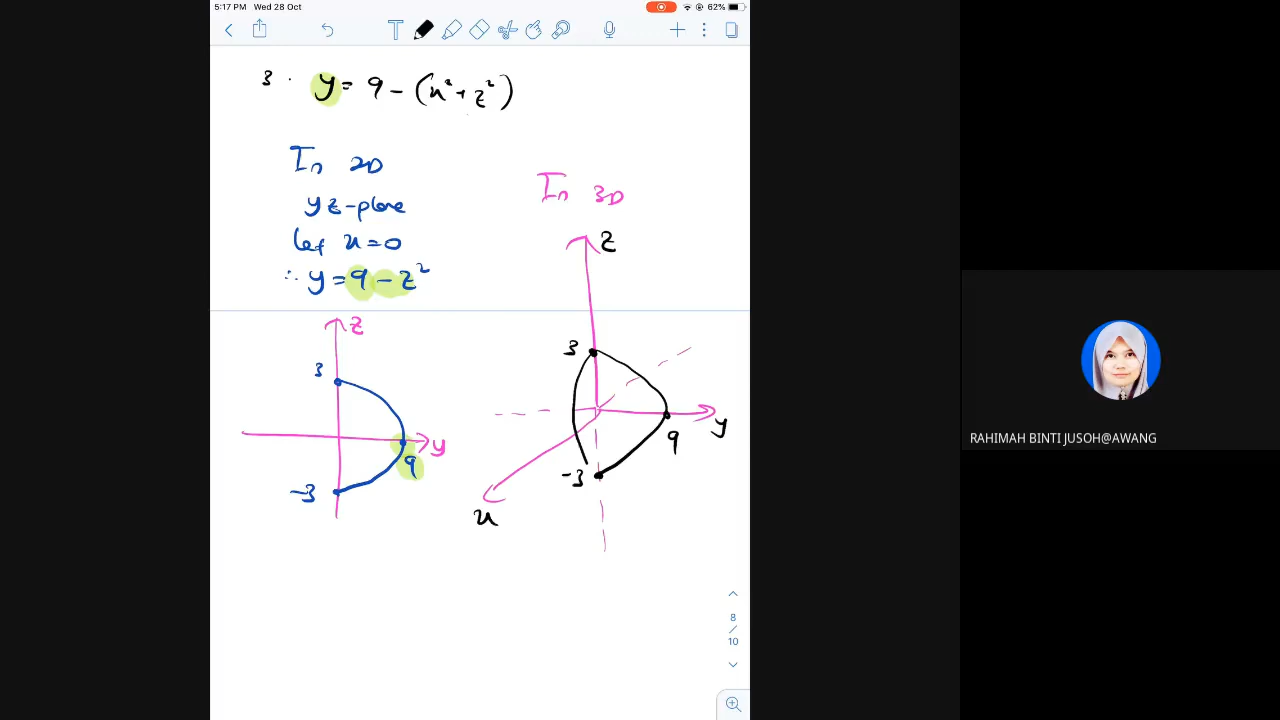 5:17 PM Wed 28 Oct
62%
T
3. y = 9 - (x² + z²)
In 2D
yz-plane
let x = 0
∴ y = 9 - z²
z
3
y
9
-3
In 3D
z
3
y
9
-3
x
8
/
10
RAHIMAH BINTI JUSOH@AWANG